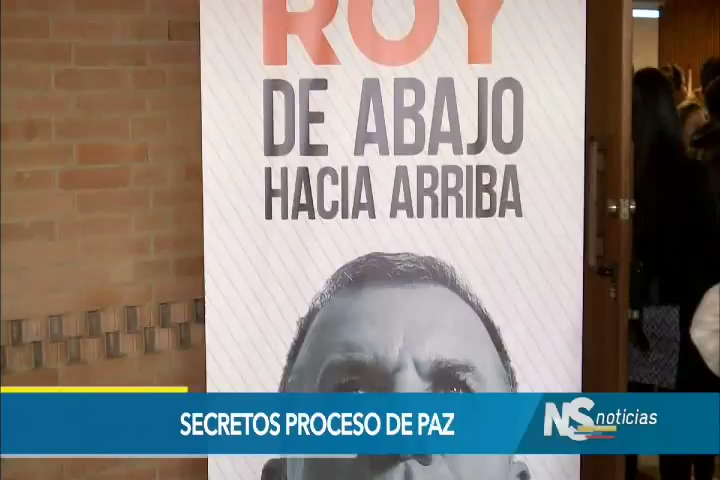 ROY
DE ABAJO
HACIA ARRIBA
SECRETOS PROCESO DE PAZ
NS noticias